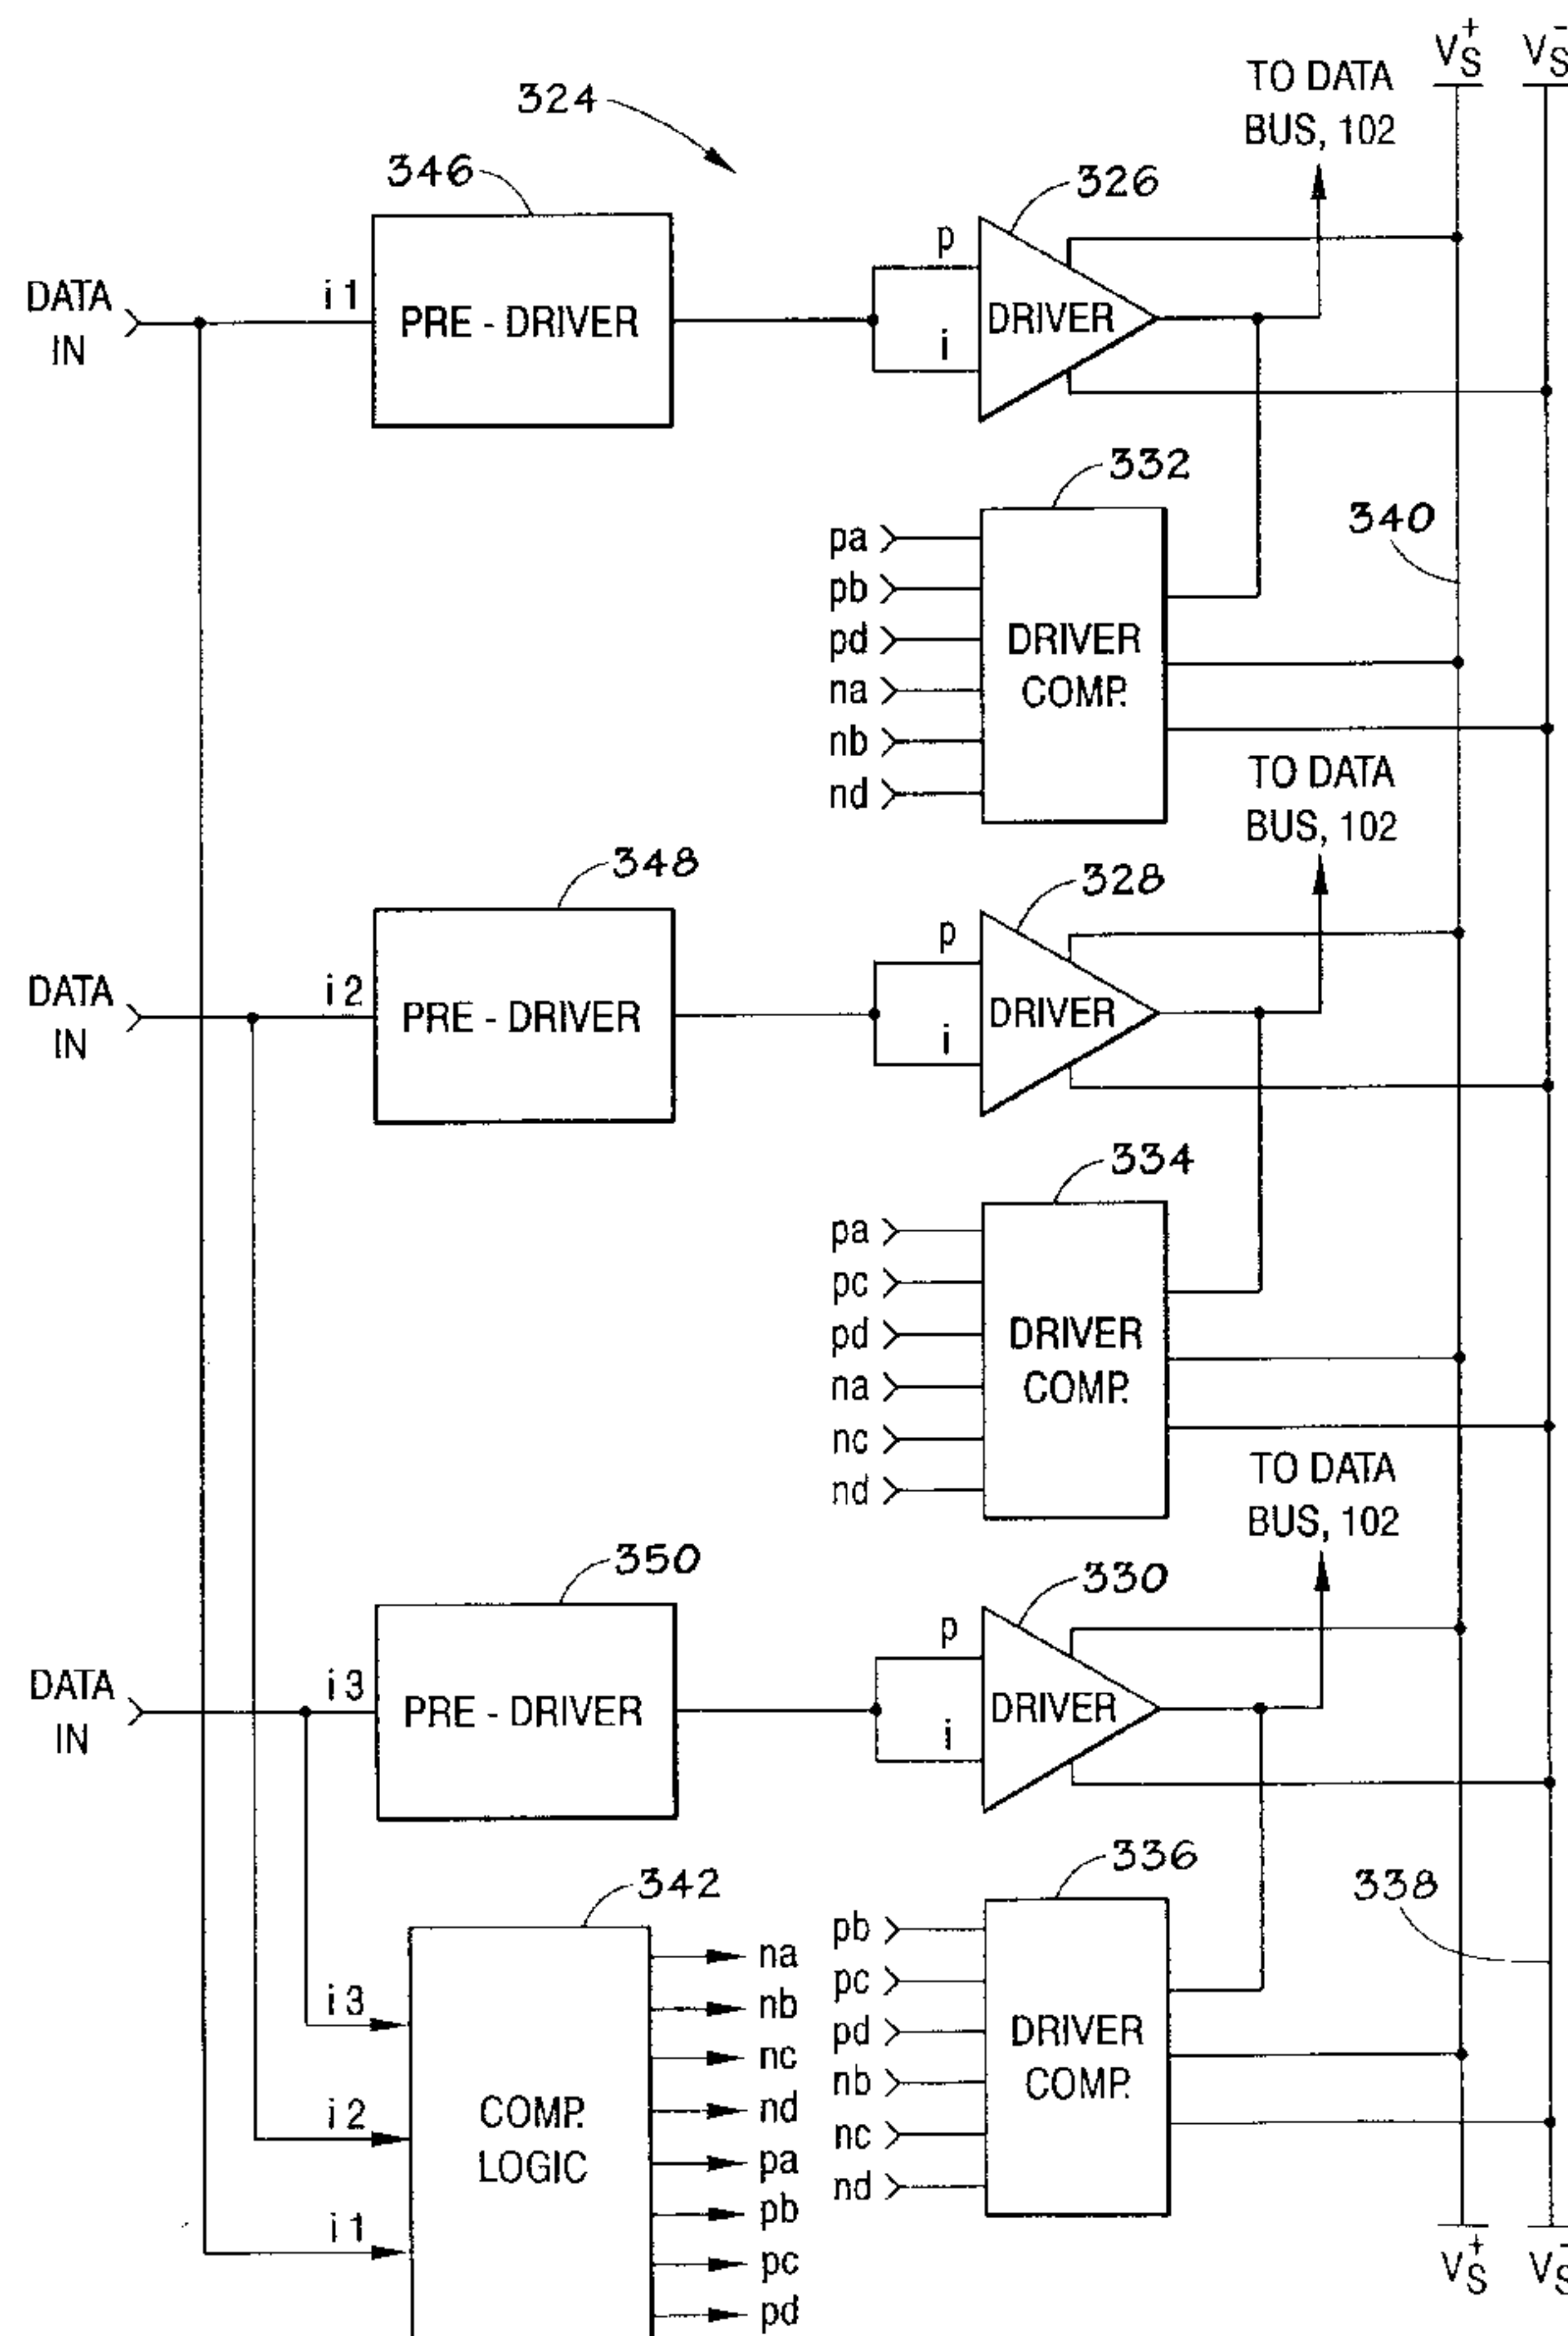 V_S^+ V_S^-
TO DATA
BUS, 102
324
346
326
p
DATA
IN
i1
PRE - DRIVER
DRIVER
i
332
340
pa
pb
pd
na
nb
nd
DRIVER
COMP.
TO DATA
BUS, 102
348
328
p
DATA
IN
i2
PRE - DRIVER
DRIVER
i
334
pa
pc
pd
na
nc
nd
DRIVER
COMP.
TO DATA
BUS, 102
350
330
p
DATA
IN
i3
PRE - DRIVER
DRIVER
i
342
336
338
i3
i2
i1
COMP.
LOGIC
na
nb
nc
nd
pa
pb
pc
pd
pb
pc
pd
nb
nc
nd
DRIVER
COMP.
V_S^+ V_S^-